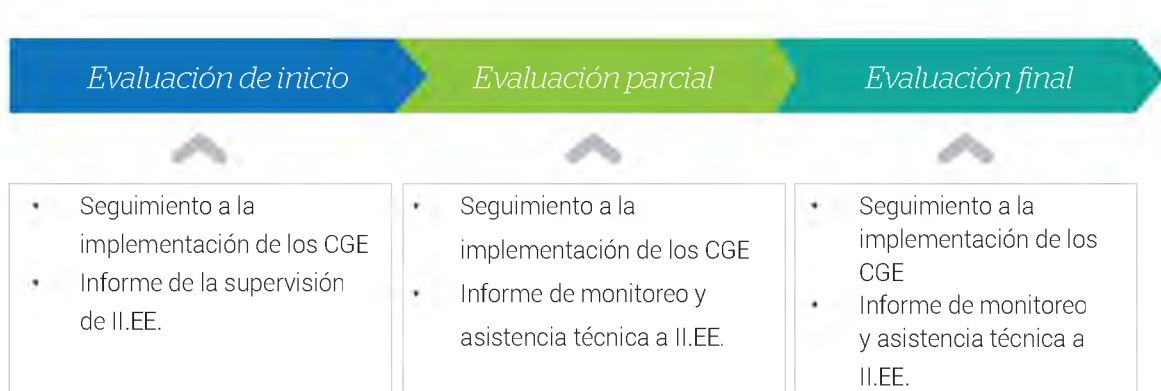 Evaluación de inicio
Evaluación parcial
Evaluación final
• Seguimiento a la
implementación de los CGE
• Informe de la supervisión
de II.EE.
• Seguimiento a la
implementación de los CGE
• Informe de monitoreo y
asistencia técnica a II.EE.
• Seguimiento a la
implementación de los
CGE
• Informe de monitoreo
y asistencia técnica a
II.EE.